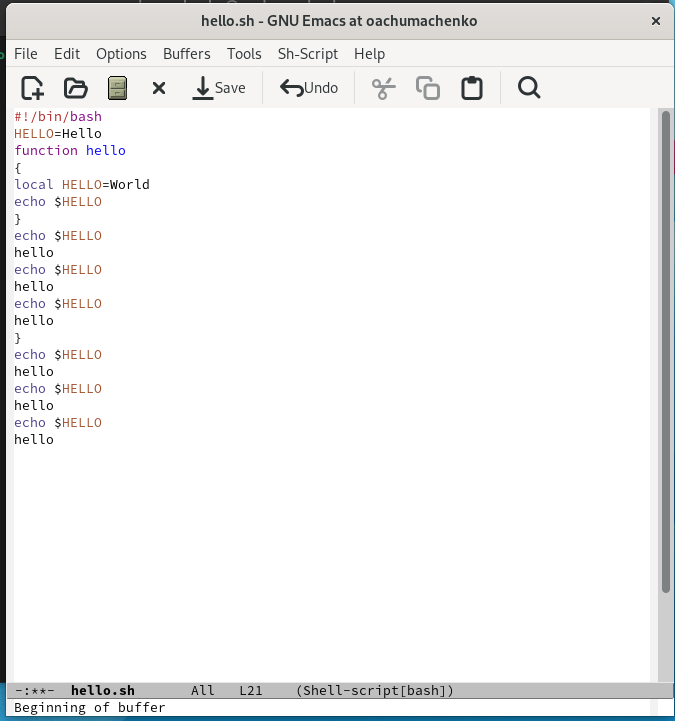 hello.sh - GNU Emacs at oachumachenko
File Edit Options Buffers Tools Sh-Script Help
Save Undo
#!/bin/bash
HELLO=Hello
function hello
{
local HELLO=World
echo $HELLO
}
echo $HELLO
hello
echo $HELLO
hello
echo $HELLO
hello
}
echo $HELLO
hello
echo $HELLO
hello
echo $HELLO
hello
-:**- hello.sh All L21 (Shell-script[bash])
Beginning of buffer